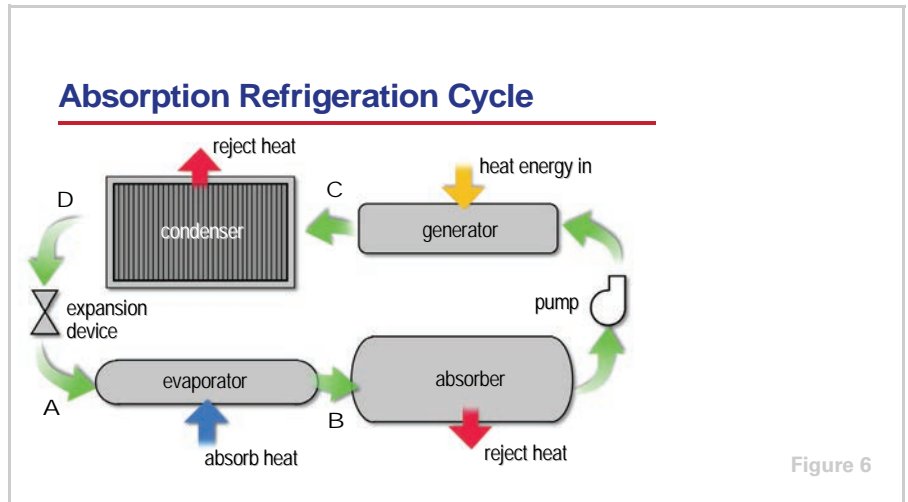 Absorption Refrigeration Cycle
reject heat
heat energy in
C
D
condenser
generator
pump
expansion
device
evaporator
absorber
A
B
absorb heat
reject heat
Figure 6